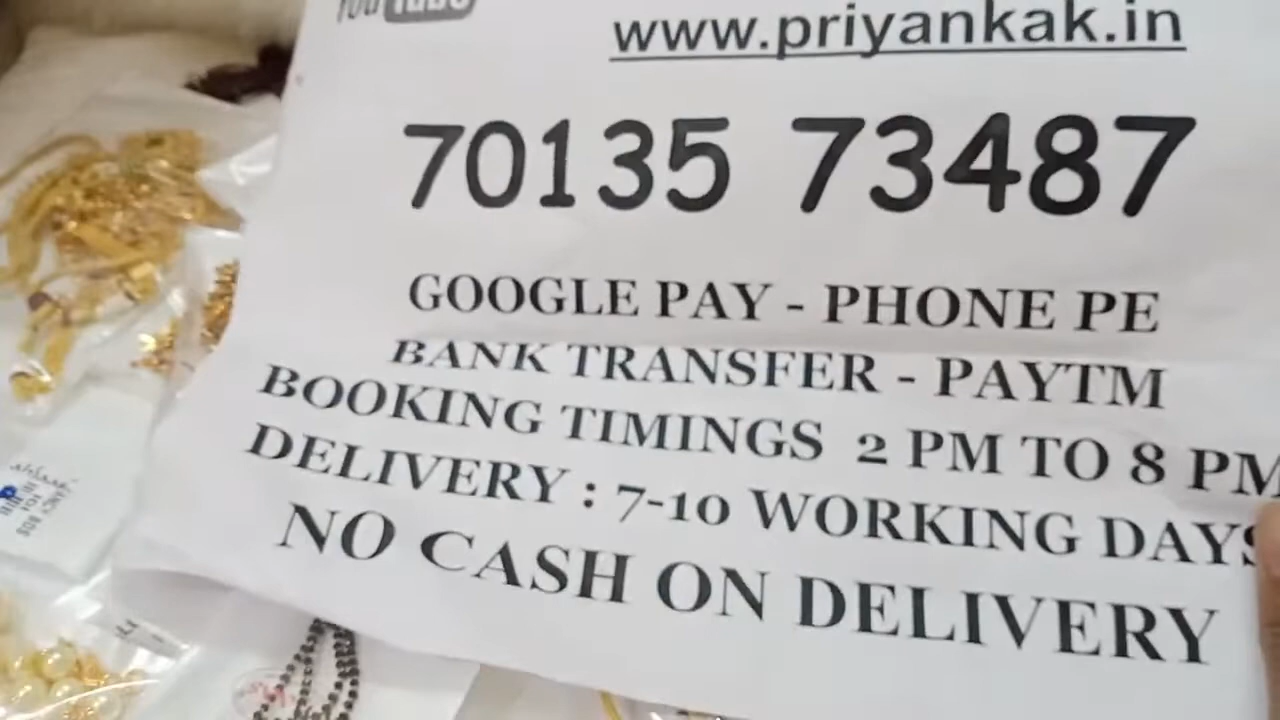 YouTube
www.priyankak.in
70135 73487
GOOGLE PAY - PHONE PE
BANK TRANSFER - PAYTM
BOOKING TIMINGS 2 PM TO 8 PM
DELIVERY : 7-10 WORKING DAYS
NO CASH ON DELIVERY